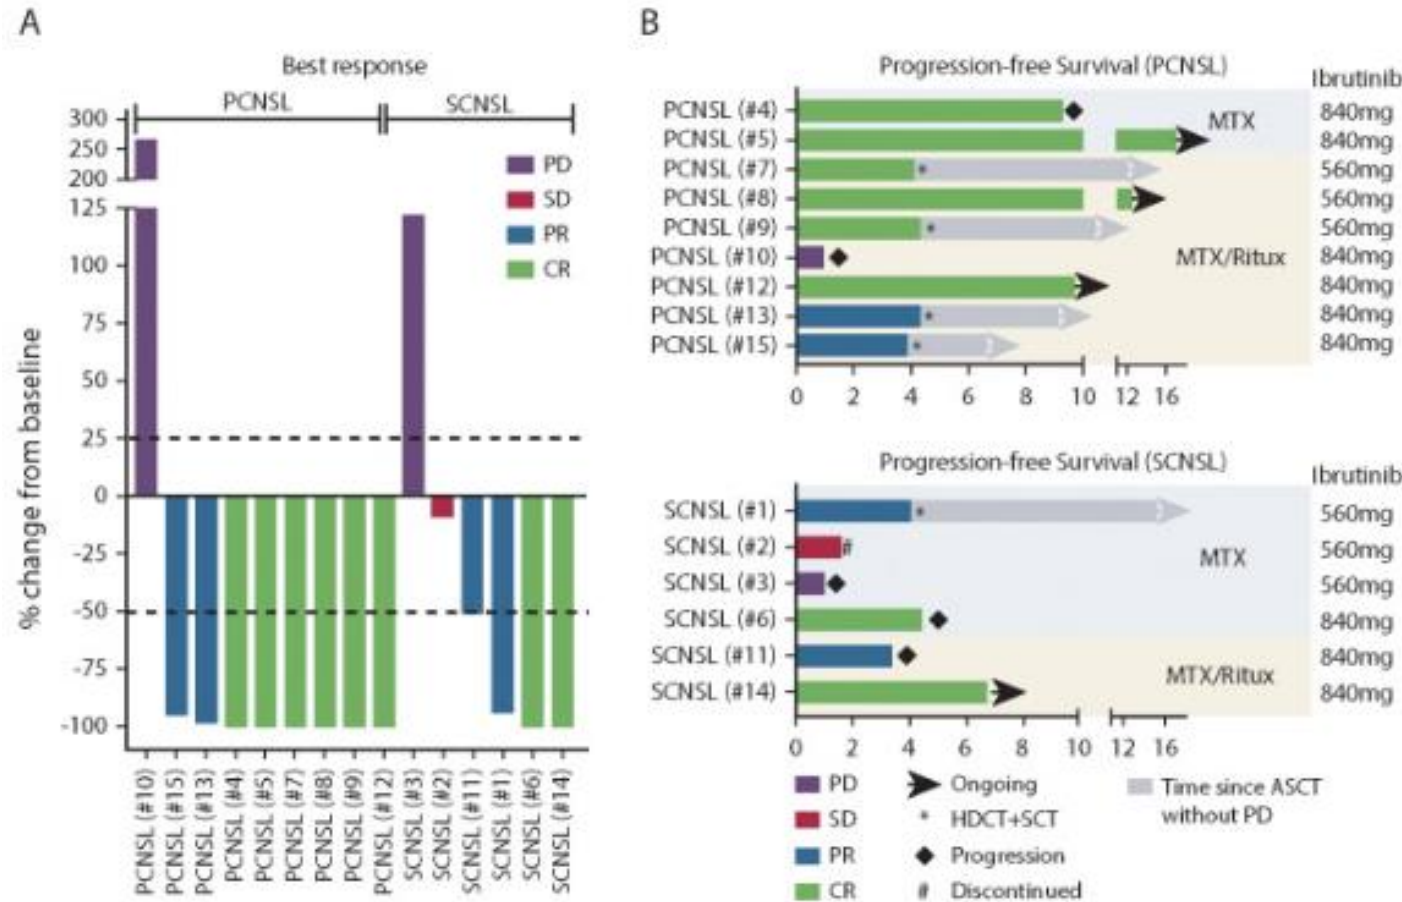 A
Best response
PCNSL SCNSL
300
250
200
125
100
75
50
25
0
-25
-50
-75
-100
% change from baseline
PD
SD
PR
CR
PCNSL (#10)
PCNSL (#15)
PCNSL (#13)
PCNSL (#4)
PCNSL (#5)
PCNSL (#7)
PCNSL (#8)
PCNSL (#9)
PCNSL (#12)
SCNSL (#3)
SCNSL (#2)
SCNSL (#11)
SCNSL (#1)
SCNSL (#6)
SCNSL (#14)
B
Progression-free Survival (PCNSL)
Ibrutinib
PCNSL (#4) 840mg
MTX
PCNSL (#5) 840mg
PCNSL (#7) * 560mg
PCNSL (#8) 560mg
PCNSL (#9) * 560mg
PCNSL (#10) MTX/Ritux 840mg
PCNSL (#12) 840mg
PCNSL (#13) * 840mg
PCNSL (#15) * 840mg
0 2 4 6 8 10 12 16
Progression-free Survival (SCNSL)
Ibrutinib
SCNSL (#1) * 560mg
SCNSL (#2) # 560mg
MTX
SCNSL (#3) 560mg
SCNSL (#6) 840mg
SCNSL (#11) 840mg
MTX/Ritux
SCNSL (#14) 840mg
0 2 4 6 8 10 12 16
PD Ongoing Time since ASCT
SD * HDCT+SCT without PD
PR Progression
CR # Discontinued